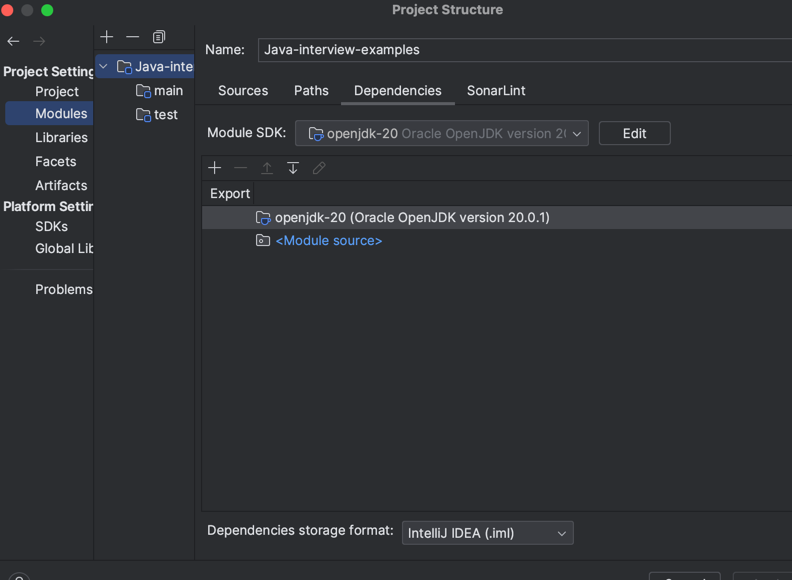 Project Structure
Name: Java-interview-examples
Project Setting
Project
Modules
Libraries
Facets
Artifacts
Platform Settin
SDKs
Global Lib
Problems
Java-inte
main
test
Sources Paths Dependencies SonarLint
Module SDK: openjdk-20 Oracle OpenJDK version 20 Edit
Export
openjdk-20 (Oracle OpenJDK version 20.0.1)
<Module source>
Dependencies storage format: IntelliJ IDEA (.iml)